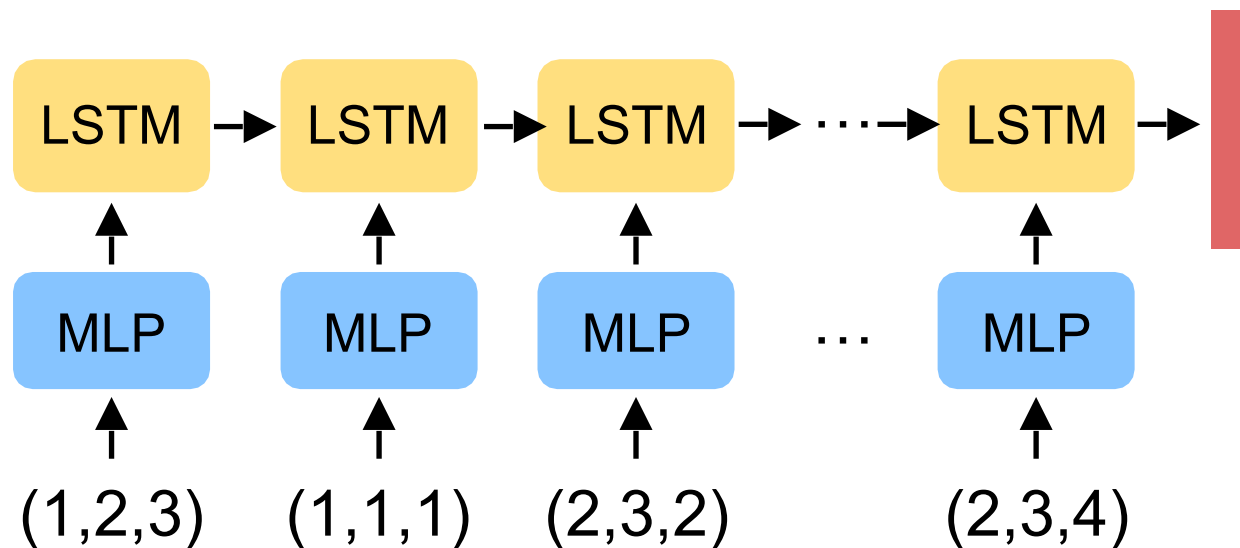 LSTM LSTM LSTM ... LSTM
MLP MLP MLP ... MLP
(1,2,3) (1,1,1) (2,3,2) (2,3,4)